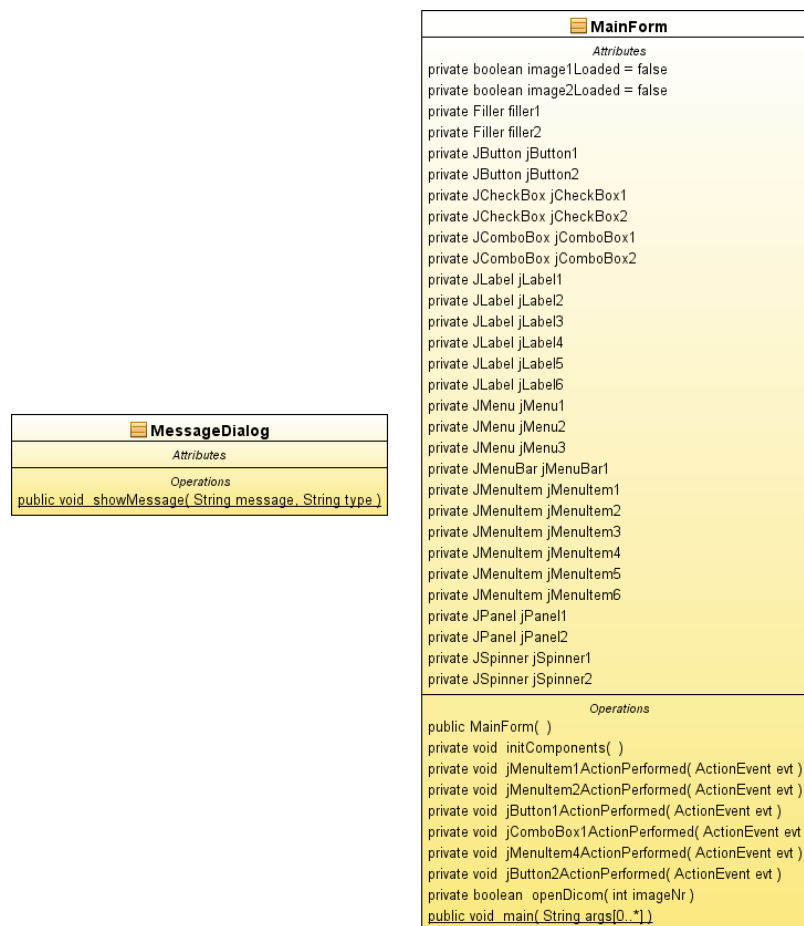 MessageDialog
Attributes
Operations
public void showMessage( String message, String type )
MainForm
Attributes
private boolean image1Loaded = false
private boolean image2Loaded = false
private Filler filler1
private Filler filler2
private JButton jButton1
private JButton jButton2
private JCheckBox jCheckBox1
private JCheckBox jCheckBox2
private JComboBox jComboBox1
private JComboBox jComboBox2
private JLabel jLabel1
private JLabel jLabel2
private JLabel jLabel3
private JLabel jLabel4
private JLabel jLabel5
private JLabel jLabel6
private JMenu jMenu1
private JMenu jMenu2
private JMenu jMenu3
private JMenuBar jMenuBar1
private JMenuItem jMenuItem1
private JMenuItem jMenuItem2
private JMenuItem jMenuItem3
private JMenuItem jMenuItem4
private JMenuItem jMenuItem5
private JMenuItem jMenuItem6
private JPanel jPanel1
private JPanel jPanel2
private JSpinner jSpinner1
private JSpinner jSpinner2
Operations
public MainForm( )
private void initComponents( )
private void jMenuItem1ActionPerformed( ActionEvent evt )
private void jMenuItem2ActionPerformed( ActionEvent evt )
private void jButton1ActionPerformed( ActionEvent evt )
private void jComboBox1ActionPerformed( ActionEvent evt
private void jMenuItem4ActionPerformed( ActionEvent evt )
private void jButton2ActionPerformed( ActionEvent evt )
private boolean openDicom( int imageNr )
public void main( String args[0..*] )